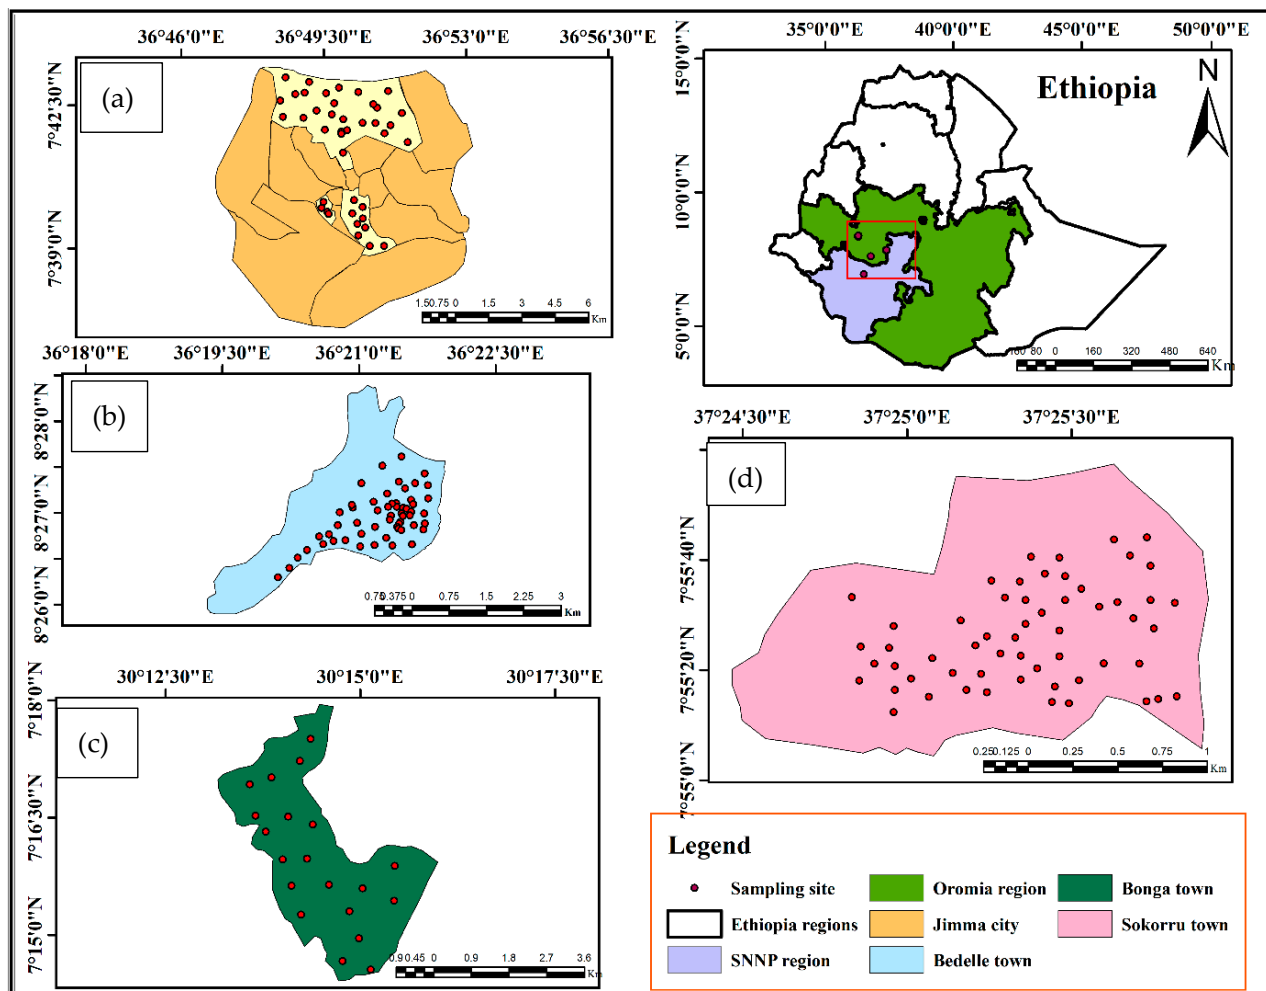 36°46'0"E 36°49'30"E 36°53'0"E 36°56'30"E
(a)
7°42'30"N
7°39'0"N
1.50.75 0 1.5 3 4.5 6
Km
35°0'0"E 40°0'0"E 45°0'0"E 50°0'0"E
Ethiopia
N
15°0'0"N
10°0'0"N
5°0'0"N
160 80 0 160 320 480 640
Km
36°18'0"E 36°19'30"E 36°21'0"E 36°22'30"E
(b)
8°28'0"N
8°27'0"N
8°26'0"N
0.750.375 0 0.75 1.5 2.25 3
Km
37°24'30"E 37°25'0"E 37°25'30"E
(d)
7°55'40"N
7°55'20"N
7°55'0"N
0.250.125 0 0.25 0.5 0.75 1
Km
30°12'30"E 30°15'0"E 30°17'30"E
(c)
7°18'0"N
7°16'30"N
7°15'0"N
0.90.45 0 0.9 1.8 2.7 3.6
Km
Legend
Sampling site Oromia region Bonga town
Ethiopia regions Jimma city Sokorru town
SNNP region Bedelle town